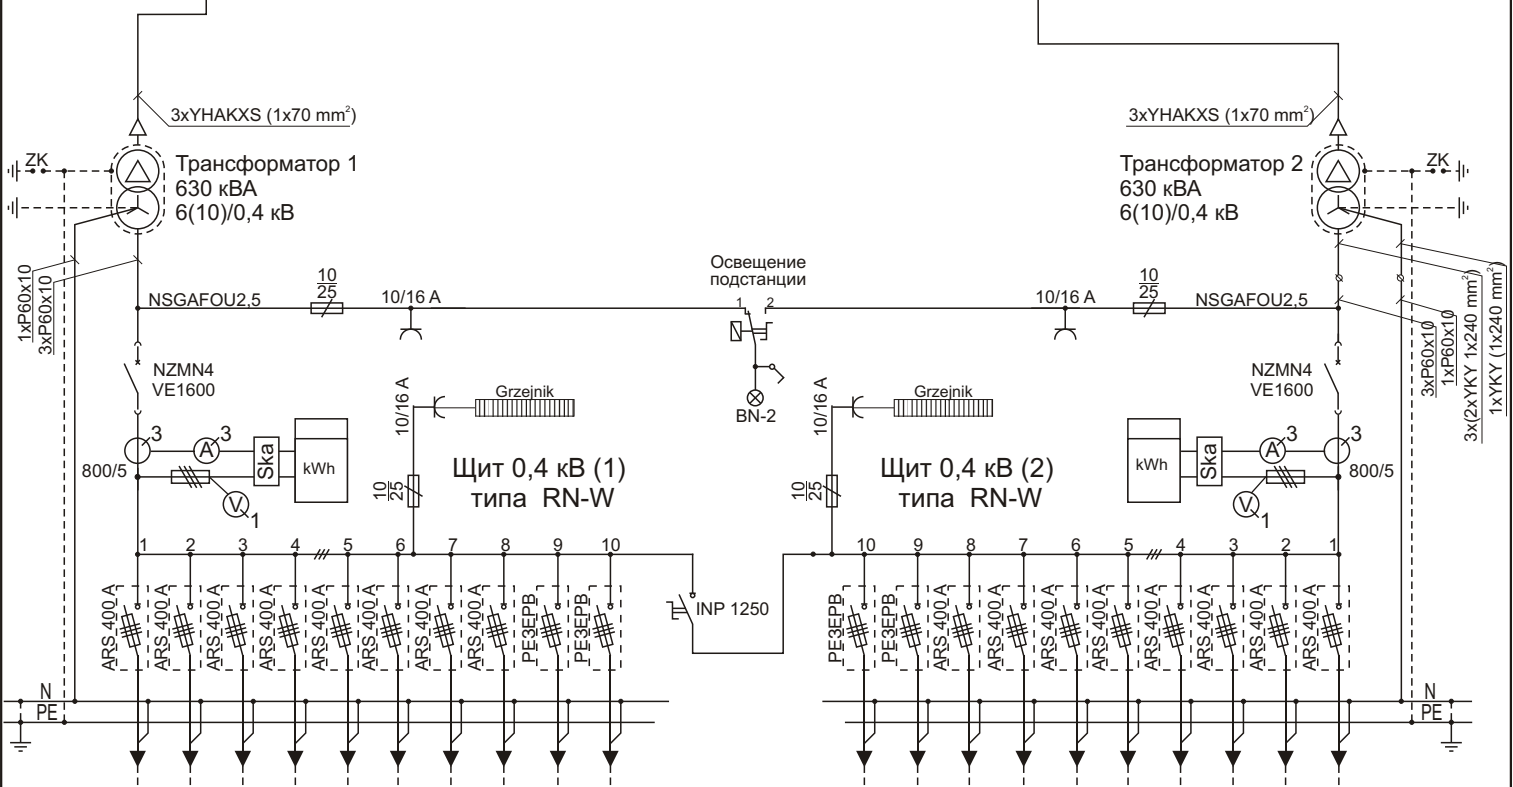 3xYHAKXS (1x70 mm²)
3xYHAKXS (1x70 mm²)
ZK
Трансформатор 1
630 кВА
6(10)/0,4 кВ
Трансформатор 2
630 кВА
6(10)/0,4 кВ
ZK
1xP60x10
3xP60x10
NSGAFOU2,5
10
25
10/16 A
Освещение
подстанции
1 2
10/16 A
10
25
NSGAFOU2,5
3xP60x10
1xP60x10
3x(2xYKY 1x240 mm²)
1xYKY (1x240 mm²)
NZMN4
VE1600
10/16 A
Grzejnik
BN-2
10/16 A
Grzejnik
NZMN4
VE1600
3
A
3
800/5
Ska
kWh
V
1
10
25
Щит 0,4 кВ (1)
типа RN-W
10
25
Щит 0,4 кВ (2)
типа RN-W
kWh
Ska
A
3
3
800/5
V
1
1 2 3 4 5 6 7 8 9 10
10 9 8 7 6 5 4 3 2 1
ARS 400 A
ARS 400 A
ARS 400 A
ARS 400 A
ARS 400 A
ARS 400 A
ARS 400 A
ARS 400 A
РЕЗЕРВ
РЕЗЕРВ
INP 1250
РЕЗЕРВ
РЕЗЕРВ
ARS 400 A
ARS 400 A
ARS 400 A
ARS 400 A
ARS 400 A
ARS 400 A
ARS 400 A
ARS 400 A
N
PE
N
PE